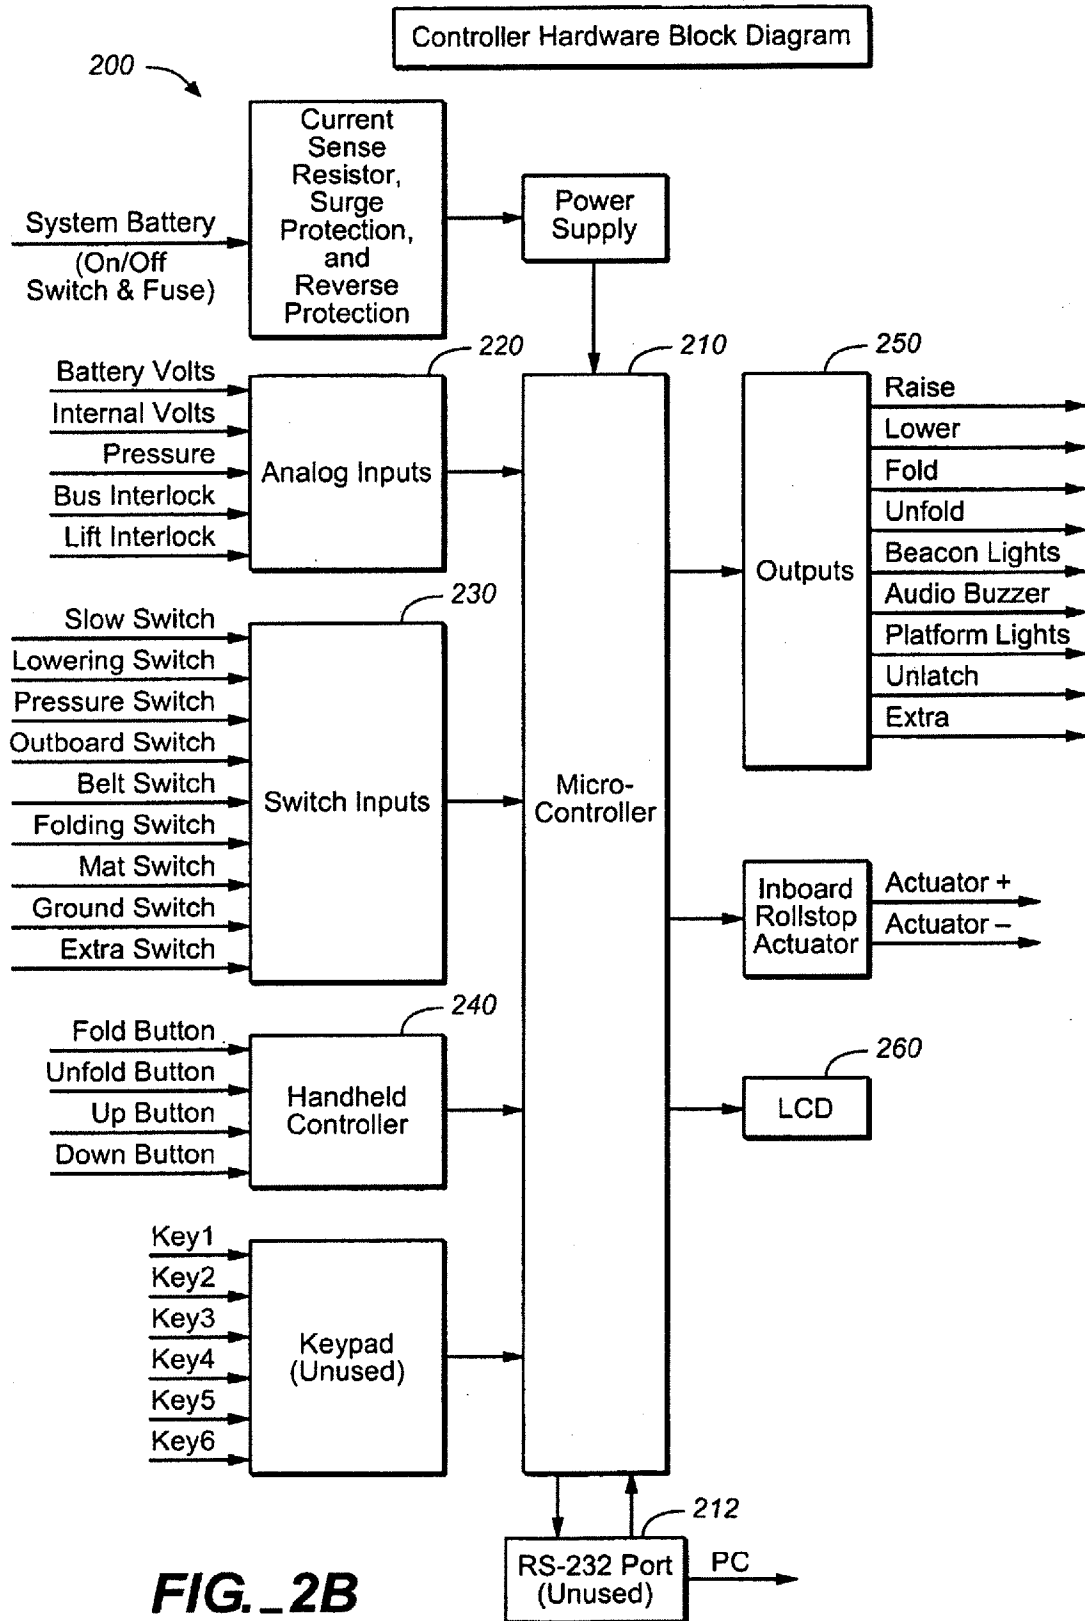 Controller Hardware Block Diagram
200
Current
Sense
Resistor,
Surge
Protection,
and
Reverse
Protection
Power
Supply
System Battery
(On/Off
Switch & Fuse)
220
210
250
Battery Volts
Internal Volts
Pressure
Bus Interlock
Lift Interlock
Analog Inputs
Raise
Lower
Fold
Unfold
Beacon Lights
Audio Buzzer
Platform Lights
Unlatch
Extra
Outputs
230
Slow Switch
Lowering Switch
Pressure Switch
Outboard Switch
Belt Switch
Folding Switch
Mat Switch
Ground Switch
Extra Switch
Switch Inputs
Micro-
Controller
Inboard
Rollstop
Actuator
Actuator +
Actuator –
240
Fold Button
Unfold Button
Up Button
Down Button
Handheld
Controller
260
LCD
Key1
Key2
Key3
Key4
Key5
Key6
Keypad
(Unused)
212
RS-232 Port
(Unused)
PC
FIG._2B